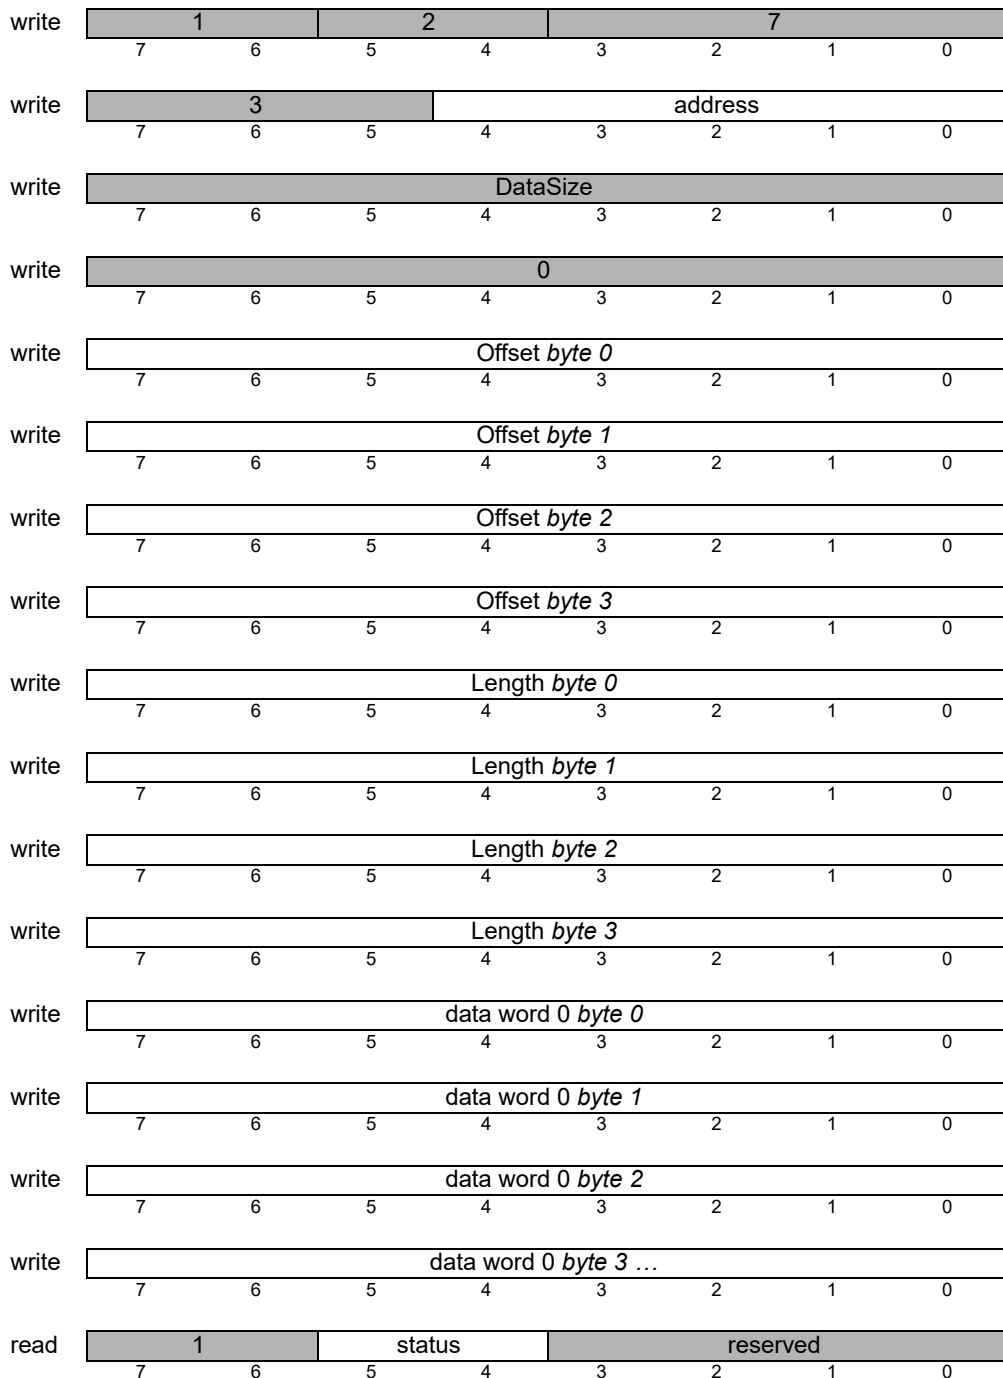 write 1 2 7
7 6 5 4 3 2 1 0
write 3 address
7 6 5 4 3 2 1 0
write DataSize
7 6 5 4 3 2 1 0
write 0
7 6 5 4 3 2 1 0
write Offset byte 0
7 6 5 4 3 2 1 0
write Offset byte 1
7 6 5 4 3 2 1 0
write Offset byte 2
7 6 5 4 3 2 1 0
write Offset byte 3
7 6 5 4 3 2 1 0
write Length byte 0
7 6 5 4 3 2 1 0
write Length byte 1
7 6 5 4 3 2 1 0
write Length byte 2
7 6 5 4 3 2 1 0
write Length byte 3
7 6 5 4 3 2 1 0
write data word 0 byte 0
7 6 5 4 3 2 1 0
write data word 0 byte 1
7 6 5 4 3 2 1 0
write data word 0 byte 2
7 6 5 4 3 2 1 0
write data word 0 byte 3 …
7 6 5 4 3 2 1 0
read 1 status reserved
7 6 5 4 3 2 1 0